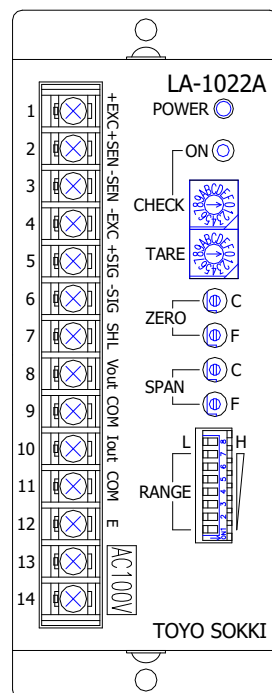 LA-1022A
POWER
ON
CHECK
TARE
ZERO
C
F
SPAN
C
F
L
H
RANGE
1 +EXC
2 +SEN
3 -SEN
4 -EXC
5 +SIG
6 -SIG
7 SHL
8 Vout
9 COM
10 Iout
11 COM
12 E
13
14
AC100V
TOYO SOKKI